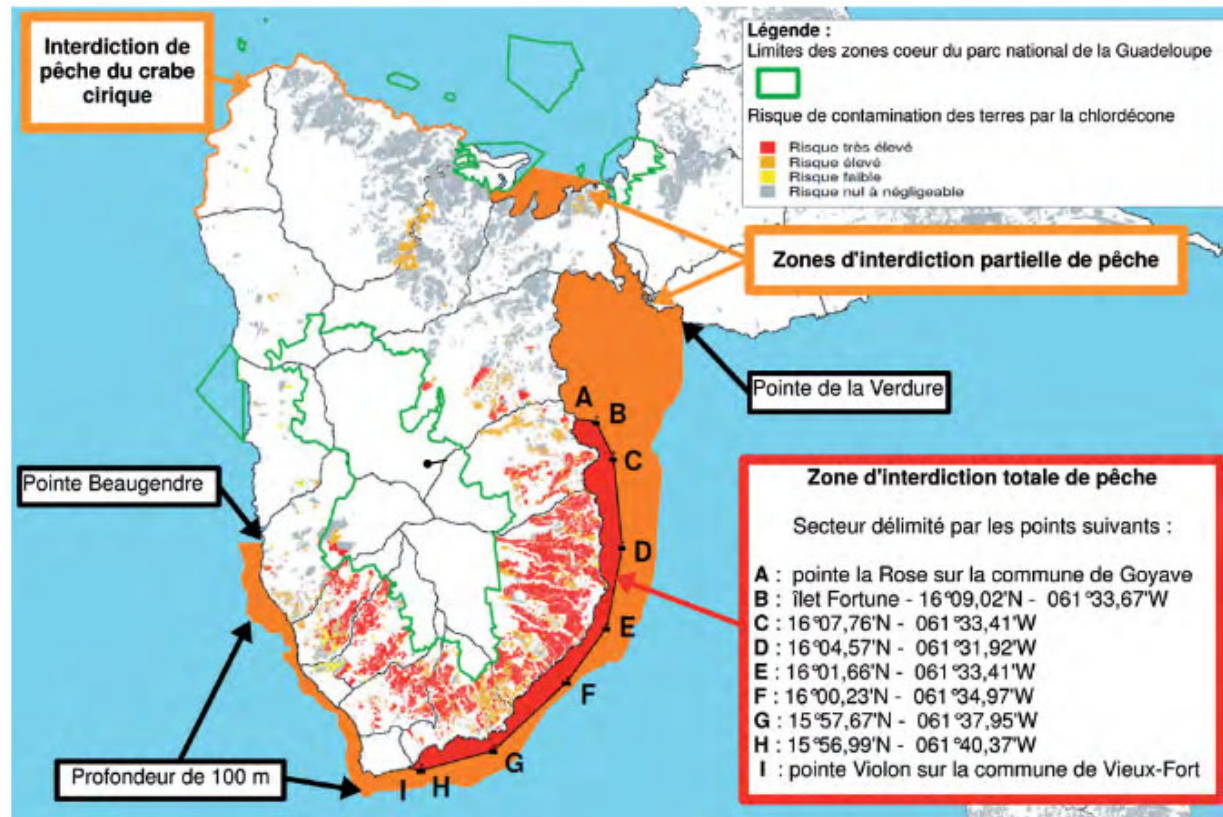 Interdiction de
pêche du crabe
cirique
Légende :
Limites des zones coeur du parc national de la Guadeloupe
Risque de contamination des terres par la chlordécone
Risque très élevé
Risque élevé
Risque faible
Risque nul à négligeable
Zones d'interdiction partielle de pêche
Pointe de la Verdure
A
B
C
D
E
F
G
H
I
Pointe Beaugendre
Profondeur de 100 m
Zone d'interdiction totale de pêche
Secteur délimité par les points suivants :
A : pointe la Rose sur la commune de Goyave
B : îlet Fortune - 16°09,02'N - 061°33,67'W
C : 16°07,76'N - 061°33,41'W
D : 16°04,57'N - 061°31,92'W
E : 16°01,66'N - 061°33,41'W
F : 16°00,23'N - 061°34,97'W
G : 15°57,67'N - 061°37,95'W
H : 15°56,99'N - 061°40,37'W
I : pointe Violon sur la commune de Vieux-Fort